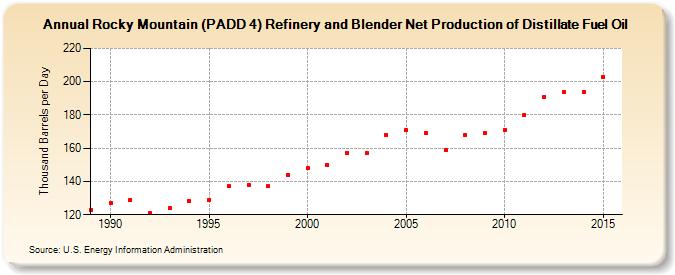 Annual Rocky Mountain (PADD 4) Refinery and Blender Net Production of Distillate Fuel Oil
Thousand Barrels per Day
220
200
180
160
140
120
1990 1995 2000 2005 2010 2015
Source: U.S. Energy Information Administration